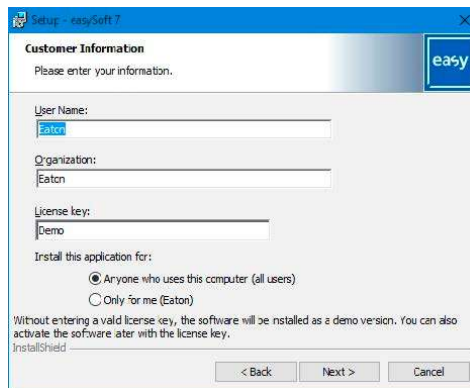 Setup - easySoft 7
Customer Information
Please enter your information.
easy
User Name:
Eaton
Organization:
Eaton
License key:
Demo
Install this application for:
Anyone who uses this computer (all users)
Only for me (Eaton)
Without entering a valid license key, the software will be installed as a demo version. You can also
activate the software later with the license key.
InstallShield
< Back
Next >
Cancel